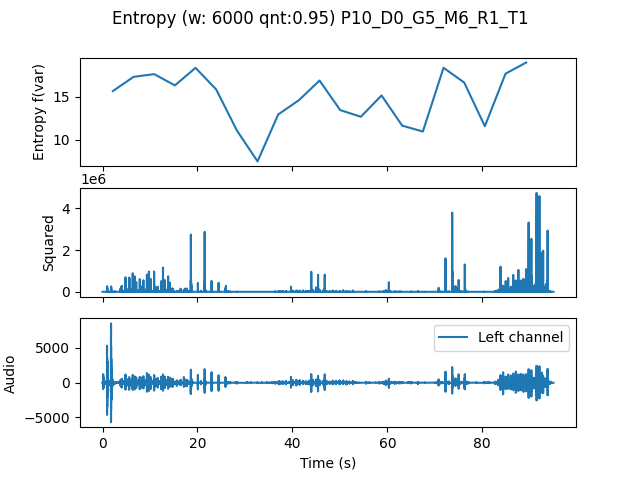 Entropy (w: 6000 qnt:0.95) P10_D0_G5_M6_R1_T1
Entropy f(var)
15
10
1e6
Squared
4
2
0
Audio
5000
0
−5000
Left channel
0 20 40 60 80
Time (s)